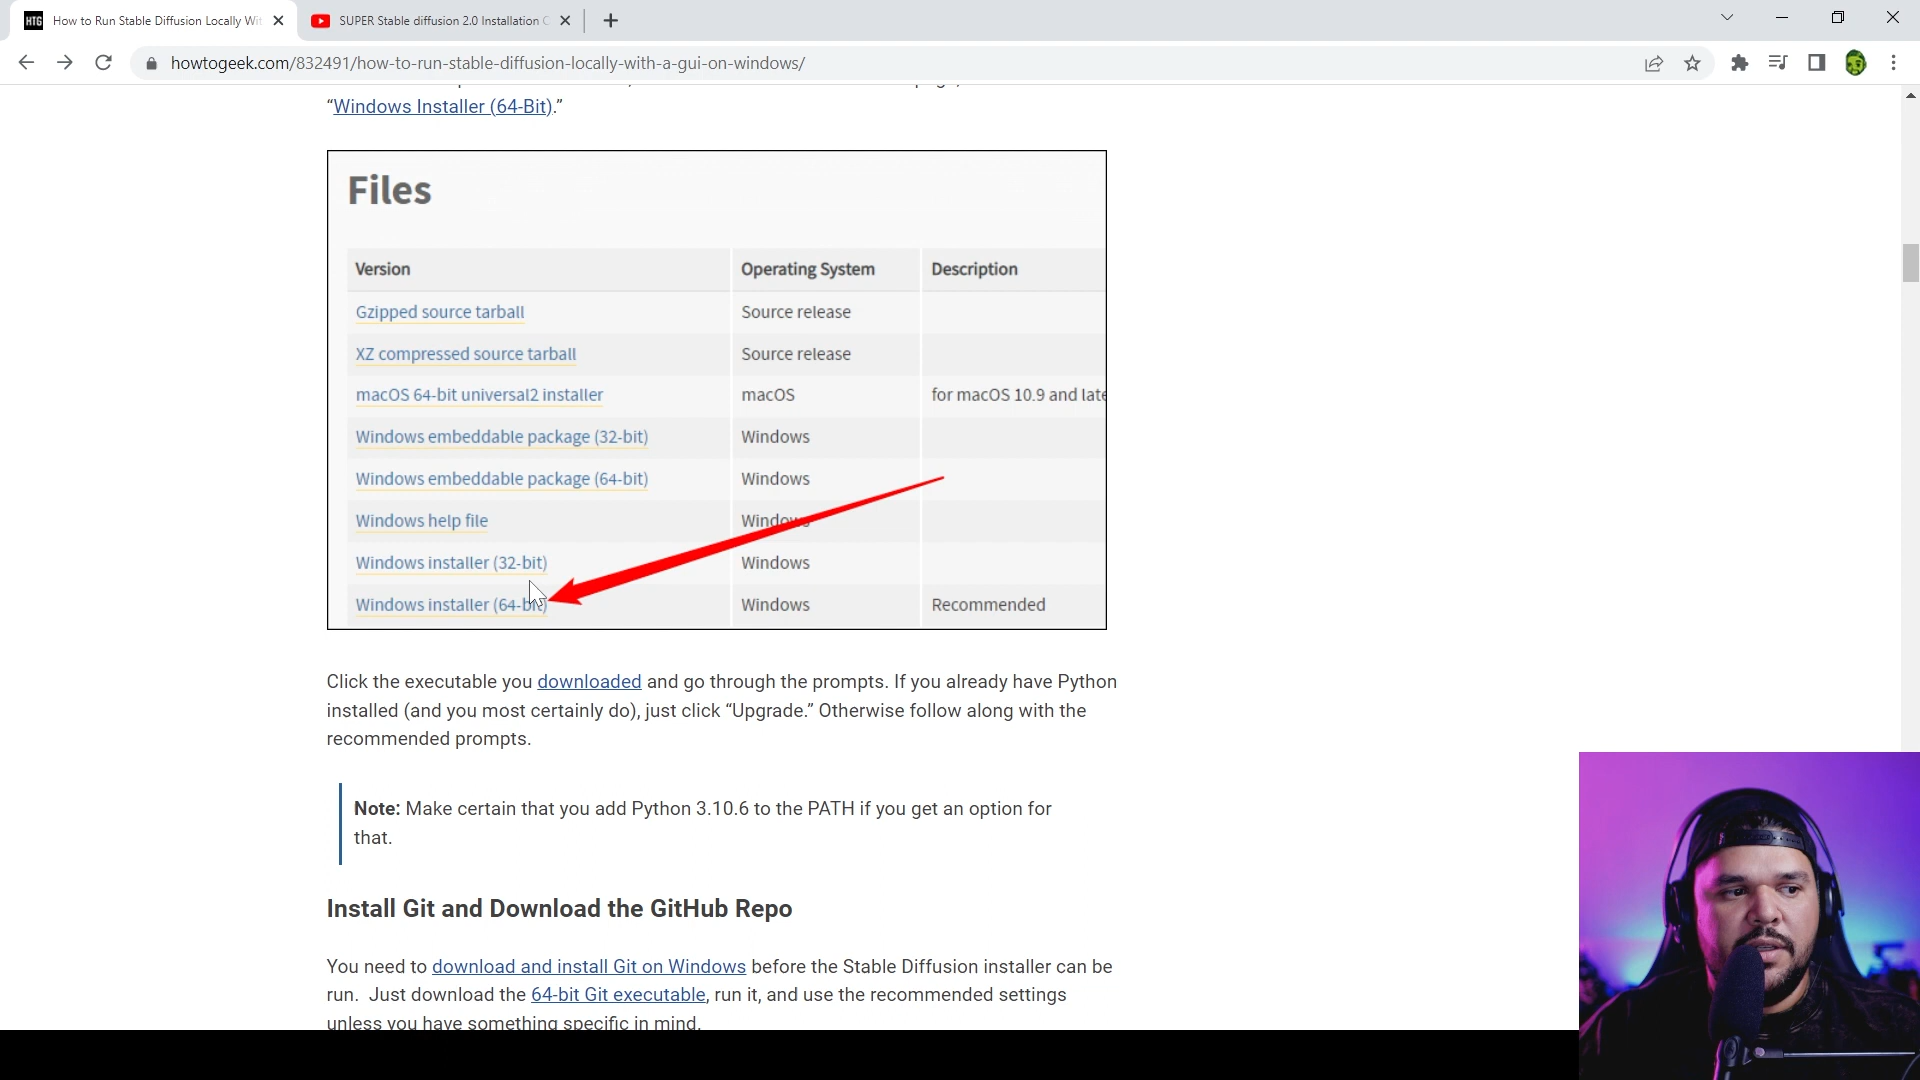 How to Run Stable Diffusion Locally Wit
SUPER Stable diffusion 2.0 Installation
howtogeek.com/832491/how-to-run-stable-diffusion-locally-with-a-gui-on-windows/
“Windows Installer (64-Bit).”
Files
Version Operating System Description
Gzipped source tarball Source release
XZ compressed source tarball Source release
macOS 64-bit universal2 installer macOS for macOS 10.9 and late
Windows embeddable package (32-bit) Windows
Windows embeddable package (64-bit) Windows
Windows help file Windows
Windows installer (32-bit) Windows
Windows installer (64-bit) Windows Recommended
Click the executable you downloaded and go through the prompts. If you already have Python
installed (and you most certainly do), just click “Upgrade.” Otherwise follow along with the
recommended prompts.
Note: Make certain that you add Python 3.10.6 to the PATH if you get an option for
that.
Install Git and Download the GitHub Repo
You need to download and install Git on Windows before the Stable Diffusion installer can be
run. Just download the 64-bit Git executable, run it, and use the recommended settings
unless you have something specific in mind.